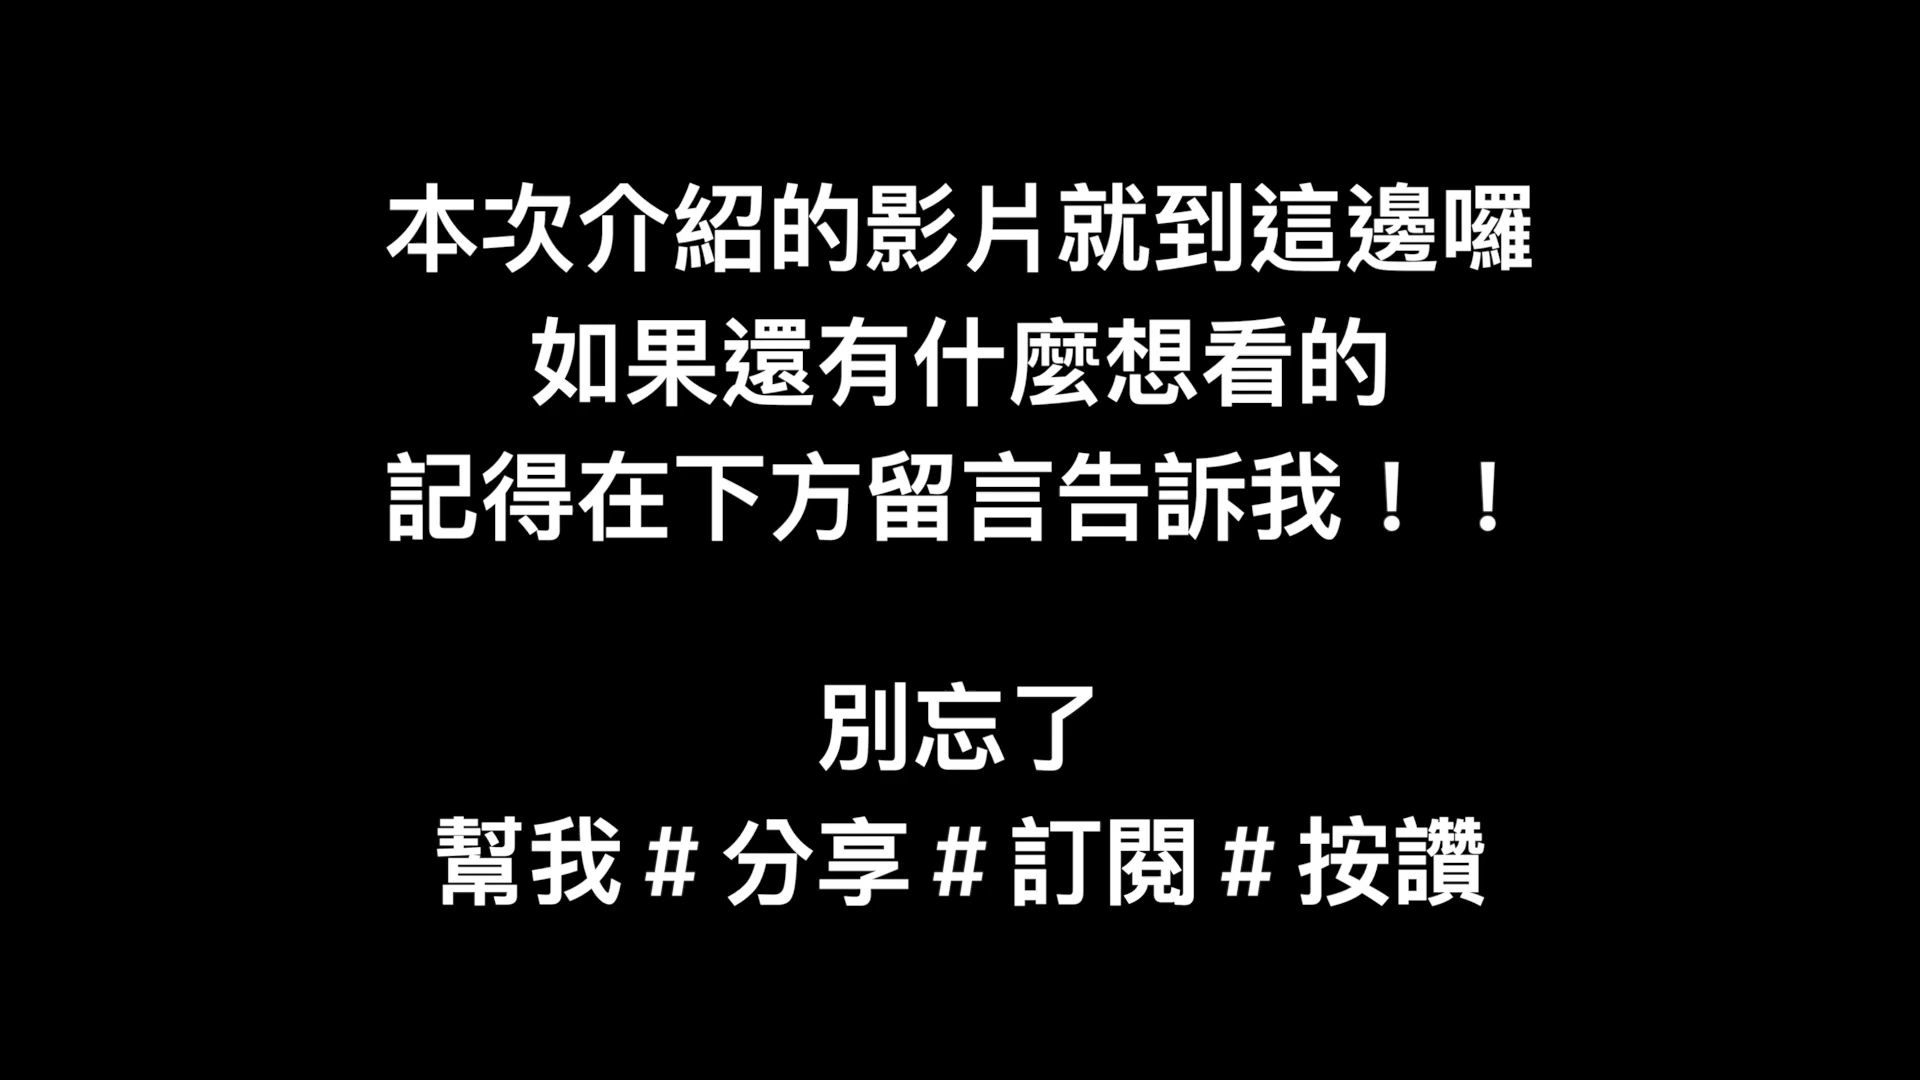 本次介紹的影片就到這邊囉
如果還有什麼想看的
記得在下方留言告訴我！！
別忘了
幫我#分享#訂閱#按讚